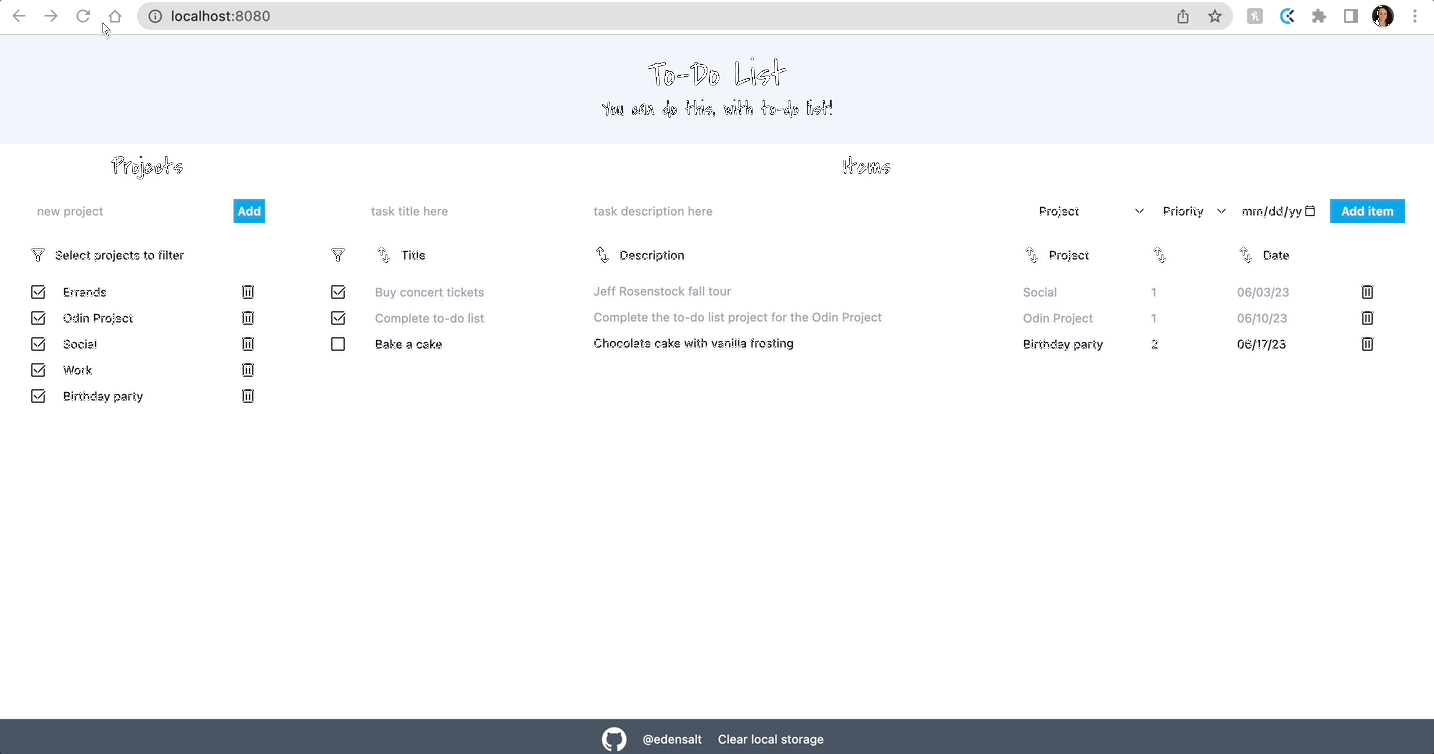 localhost:8080
To-Do List
You can do this, with to-do list!
Projects
Items
new project Add task title here task description here Project Priority mm/dd/yy Add item
Select projects to filter Title Description Project Date
Errands Buy concert tickets Jeff Rosenstock fall tour Social 1 06/03/23
Odin Project Complete to-do list Complete the to-do list project for the Odin Project Odin Project 1 06/10/23
Social Bake a cake Chocolate cake with vanilla frosting Birthday party 2 06/17/23
Work
Birthday party
@edensalt Clear local storage